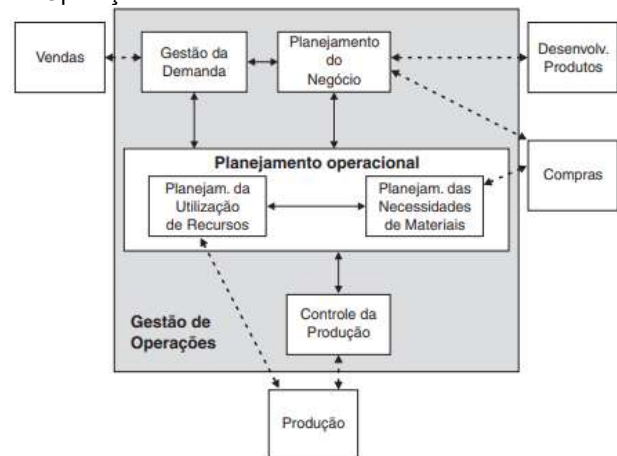 Vendas
Gestão da
Demanda
Planejamento
do
Negócio
Desenvolv.
Produtos
Compras
Planejamento operacional
Planejam. da
Utilização
de Recursos
Planejam. das
Necessidades
de Materiais
Gestão de
Operações
Controle da
Produção
Produção